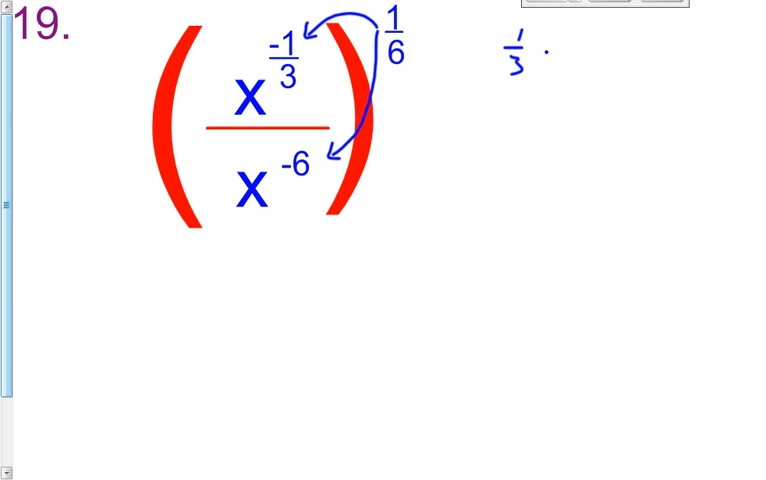 19.
(x^{-1/3} / x^{-6})^{1/6}
1/3 ·